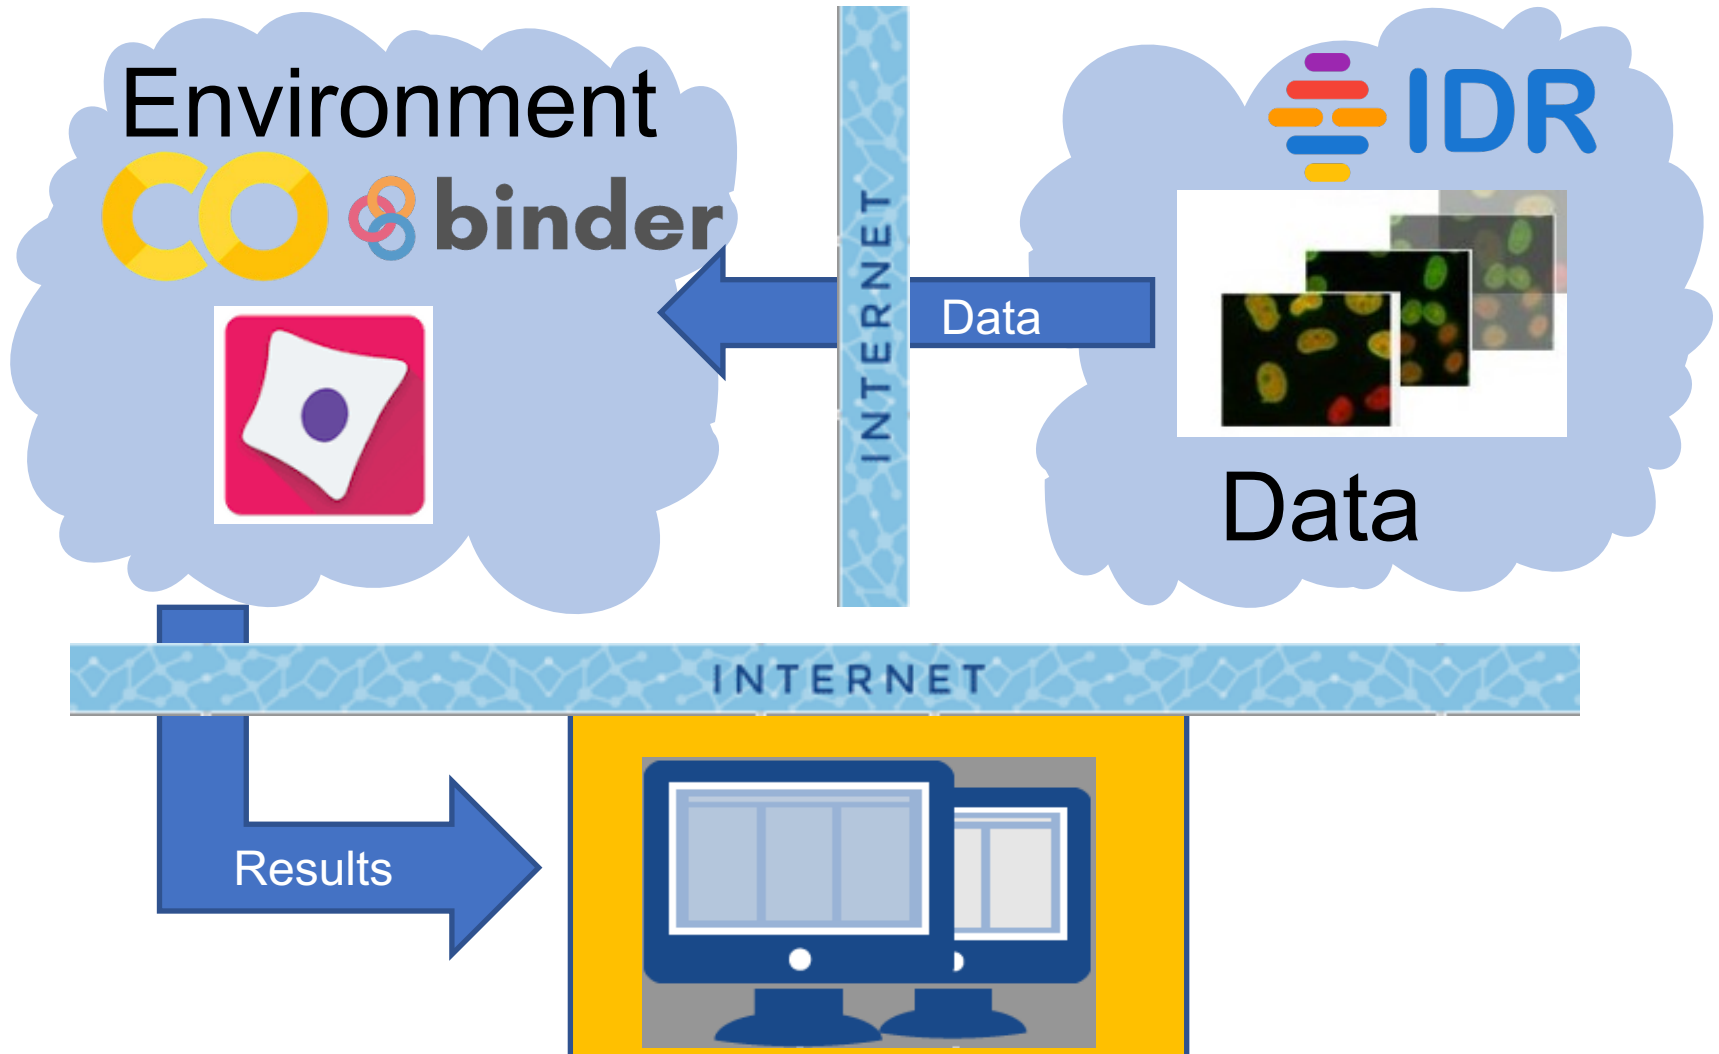 Environment
CO binder
IDR
INTERNET
Data
Data
INTERNET
Results